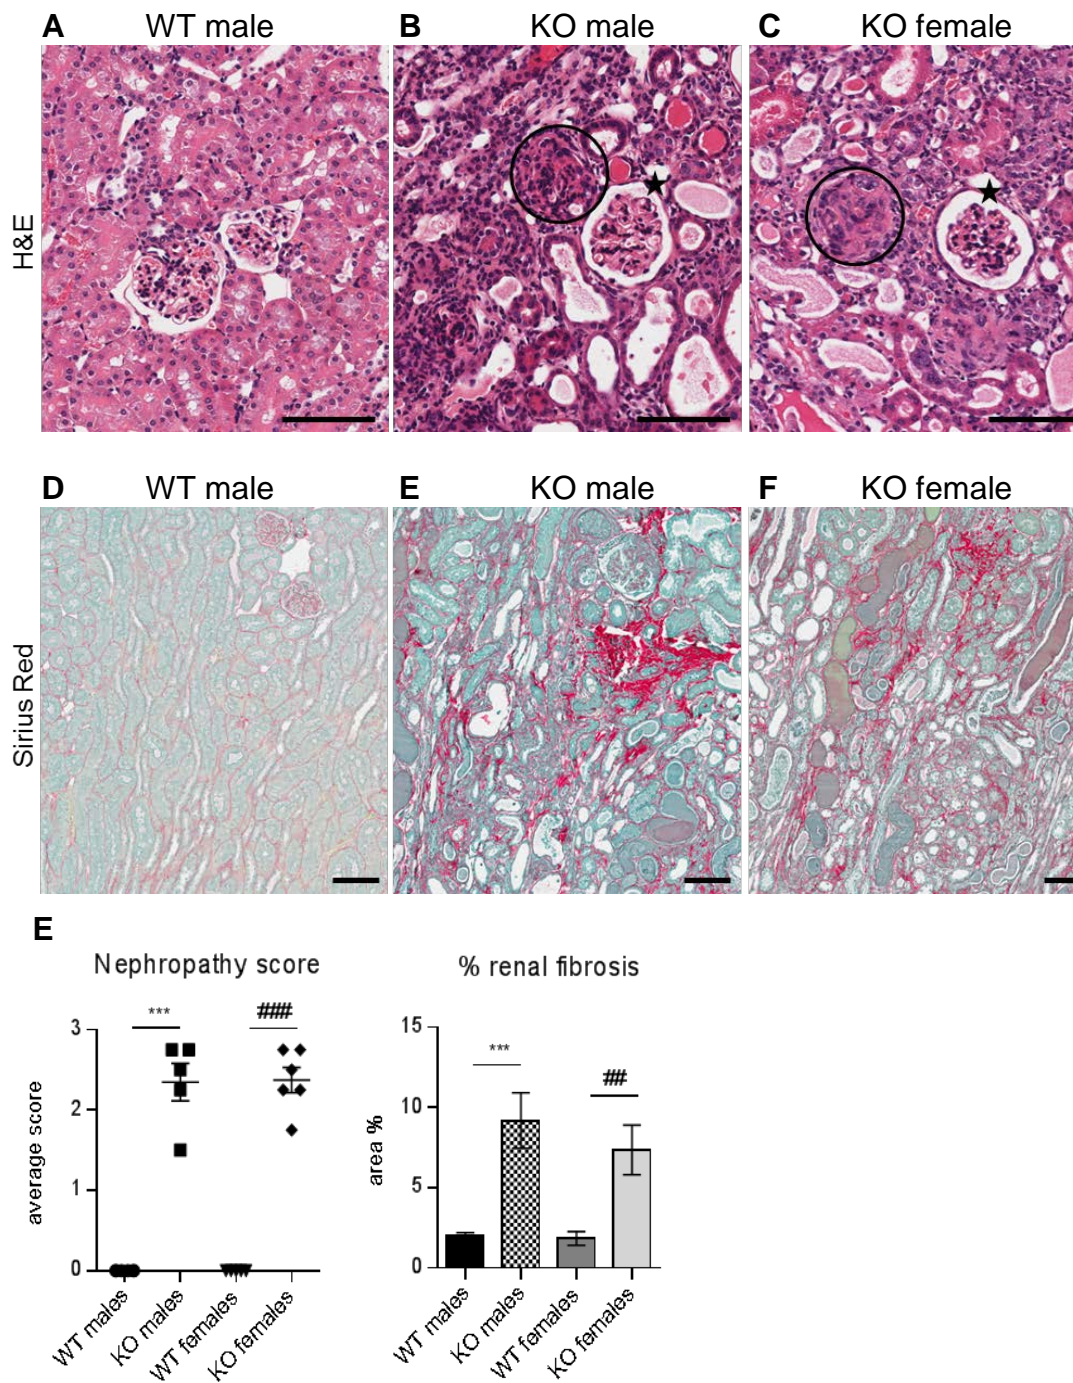 A WT male B KO male C KO female
H&E
D WT male E KO male F KO female
Sirius Red
E
Nephropathy score
*** ###
3
2
1
0
average score
WT males KO males WT females KO females
% renal fibrosis
15
*** ##
10
5
0
area %
WT males KO males WT females KO females